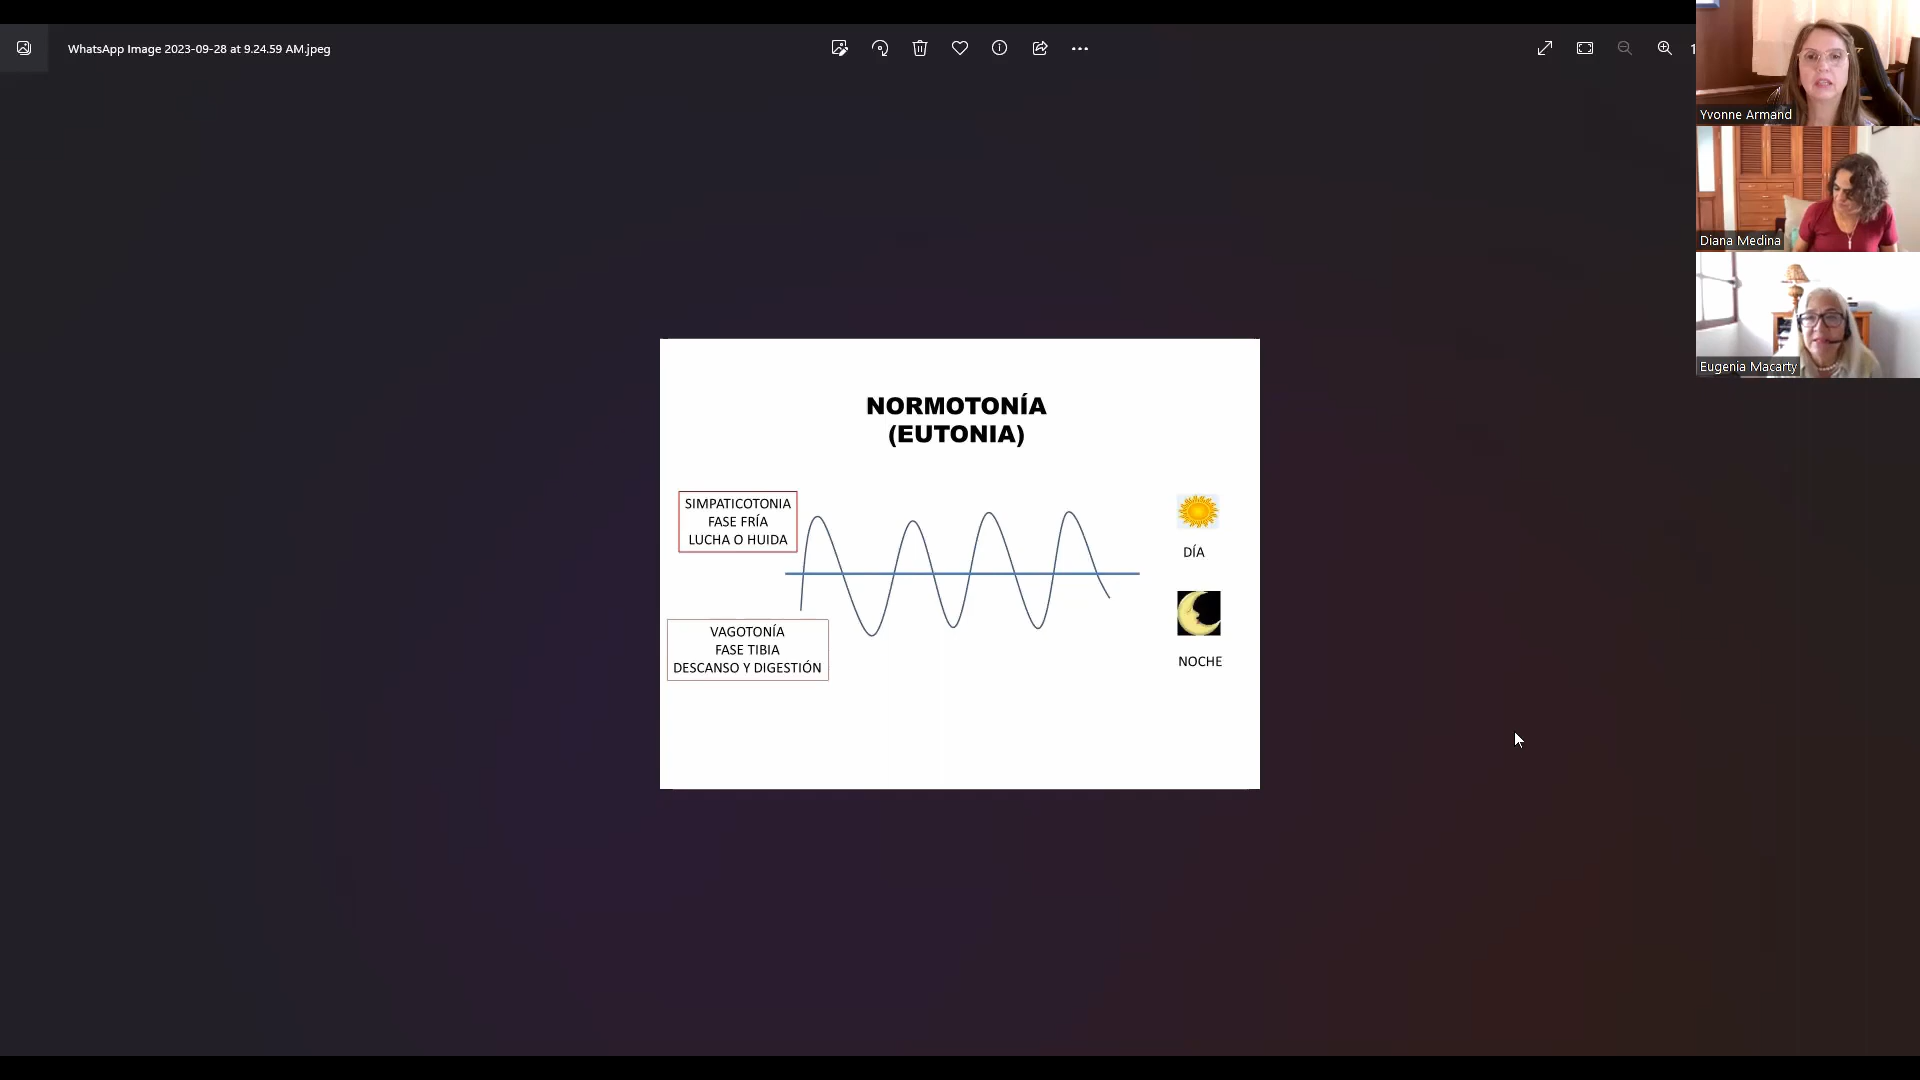 WhatsApp Image 2023-09-28 at 9.24.59 AM.jpeg
1
Yvonne Armand
Diana Medina
Eugenia Macarty
NORMOTONÍA
(EUTONIA)
SIMPATICOTONIA
FASE FRÍA
LUCHA O HUIDA
DÍA
VAGOTONÍA
FASE TIBIA
DESCANSO Y DIGESTIÓN
NOCHE